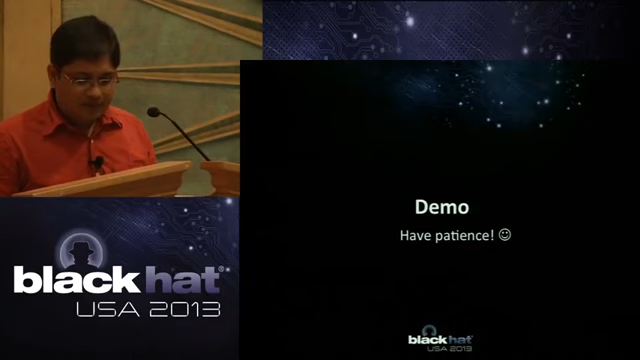 black hat®
USA 2013
Demo
Have patience! ☺
black hat
USA 2013